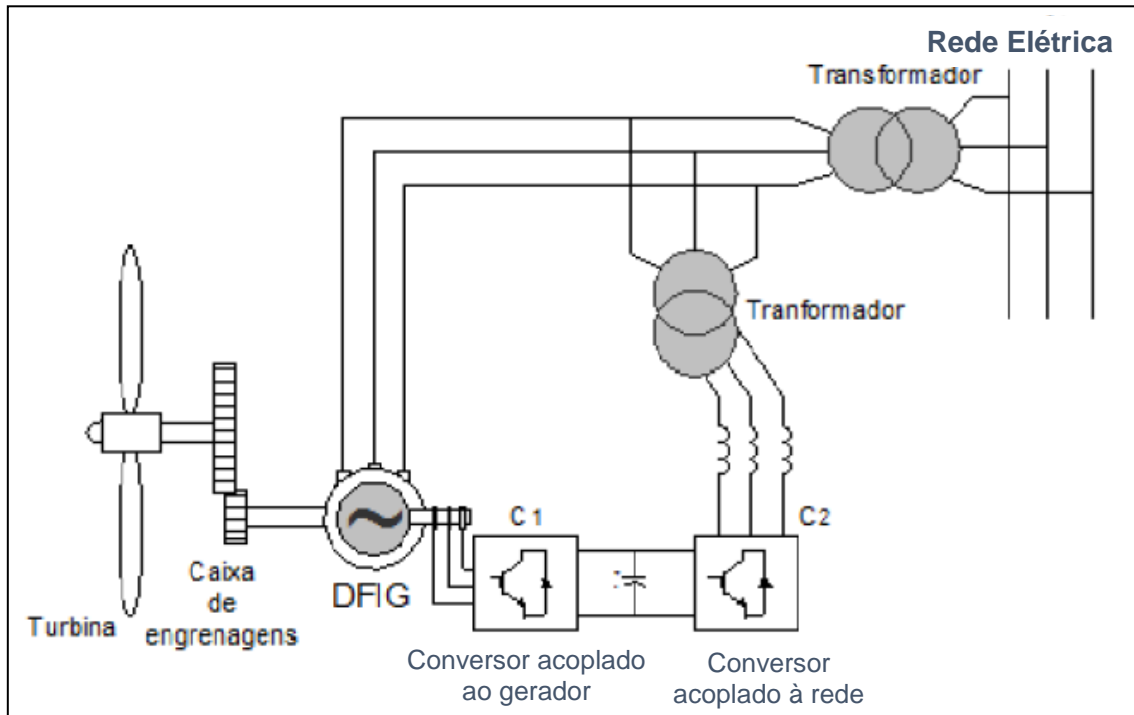 Rede Elétrica
Transformador
Tranformador
C1
C2
Caixa
de
engrenagens
Turbina
DFIG
Conversor acoplado
ao gerador
Conversor
acoplado à rede